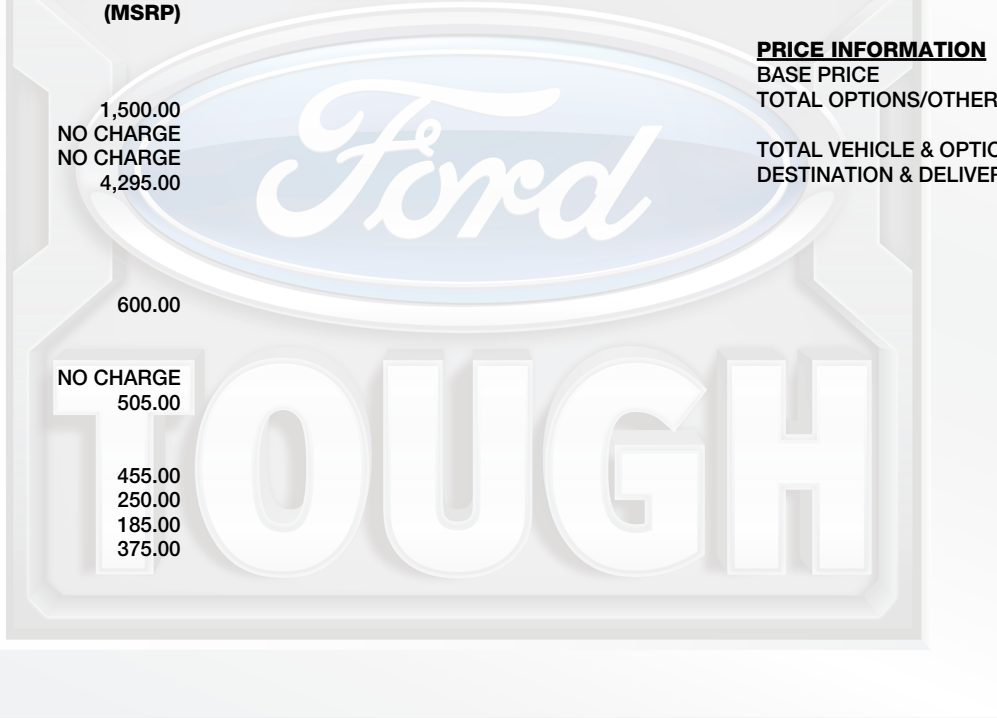 (MSRP)
1,500.00
NO CHARGE
NO CHARGE
4,295.00
600.00
NO CHARGE
505.00
455.00
250.00
185.00
375.00
PRICE INFORMATION
BASE PRICE
TOTAL OPTIONS/OTHER
TOTAL VEHICLE & OPTIO
DESTINATION & DELIVER
Ford
TOUGH